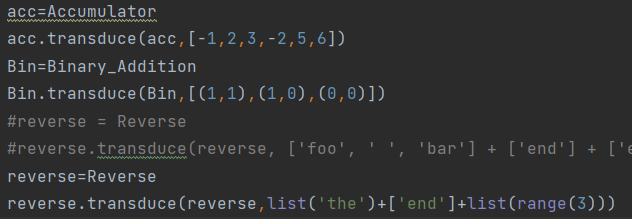 acc=Accumulator
acc.transduce(acc,[-1,2,3,-2,5,6])
Bin=Binary_Addition
Bin.transduce(Bin,[(1,1),(1,0),(0,0)])
#reverse = Reverse
#reverse.transduce(reverse, ['foo', ' ', 'bar'] + ['end'] + ['e
reverse=Reverse
reverse.transduce(reverse,list('the')+['end']+list(range(3)))